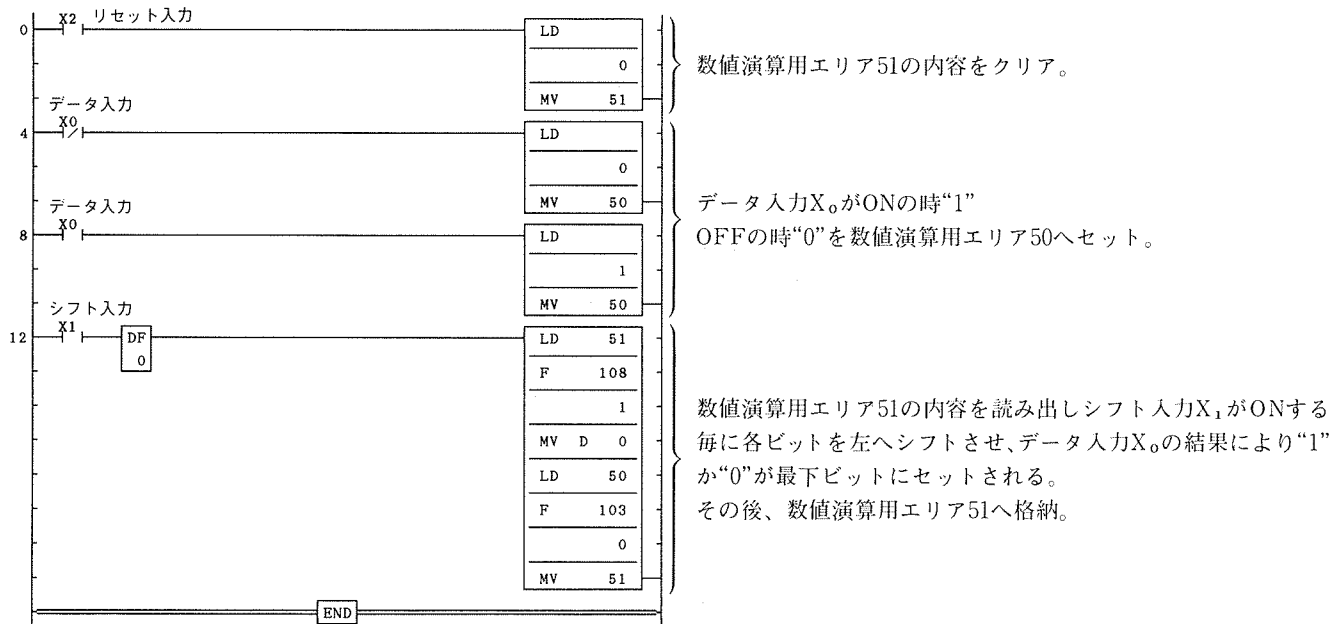 X2 リセット入力
0
LD
0
MV 51
数値演算用エリア51の内容をクリア。
データ入力
X0
4
LD
0
MV 50
データ入力
X0
8
LD
1
MV 50
データ入力X₀がONの時“1”
OFFの時“0”を数値演算用エリア50へセット。
シフト入力
X1
12
DF
0
LD 51
F 108
1
MV D 0
LD 50
F 103
0
MV 51
数値演算用エリア51の内容を読み出しシフト入力X₁がONする
毎に各ビットを左へシフトさせ、データ入力X₀の結果により“1”
か“0”が最下ビットにセットされる。
その後、数値演算用エリア51へ格納。
END